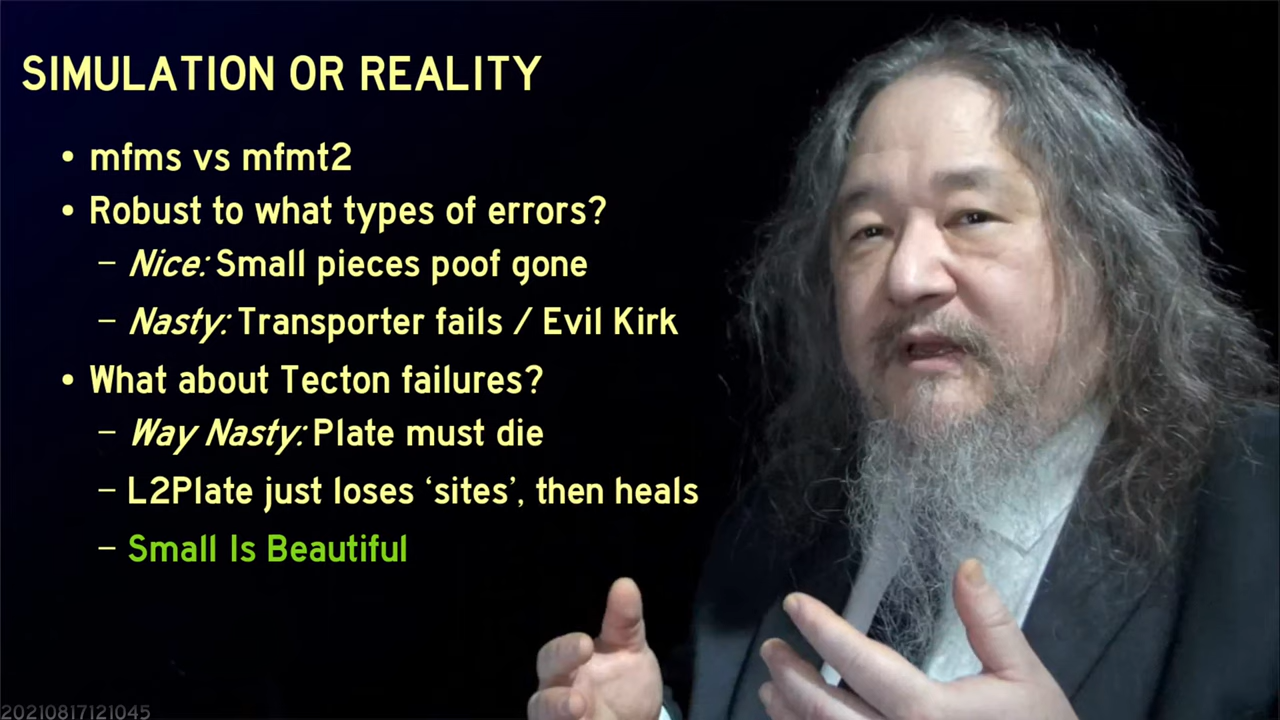 SIMULATION OR REALITY
• mfms vs mfmt2
• Robust to what types of errors?
– Nice: Small pieces poof gone
– Nasty: Transporter fails / Evil Kirk
• What about Tecton failures?
– Way Nasty: Plate must die
– L2Plate just loses ‘sites’, then heals
– Small Is Beautiful
20210817121045